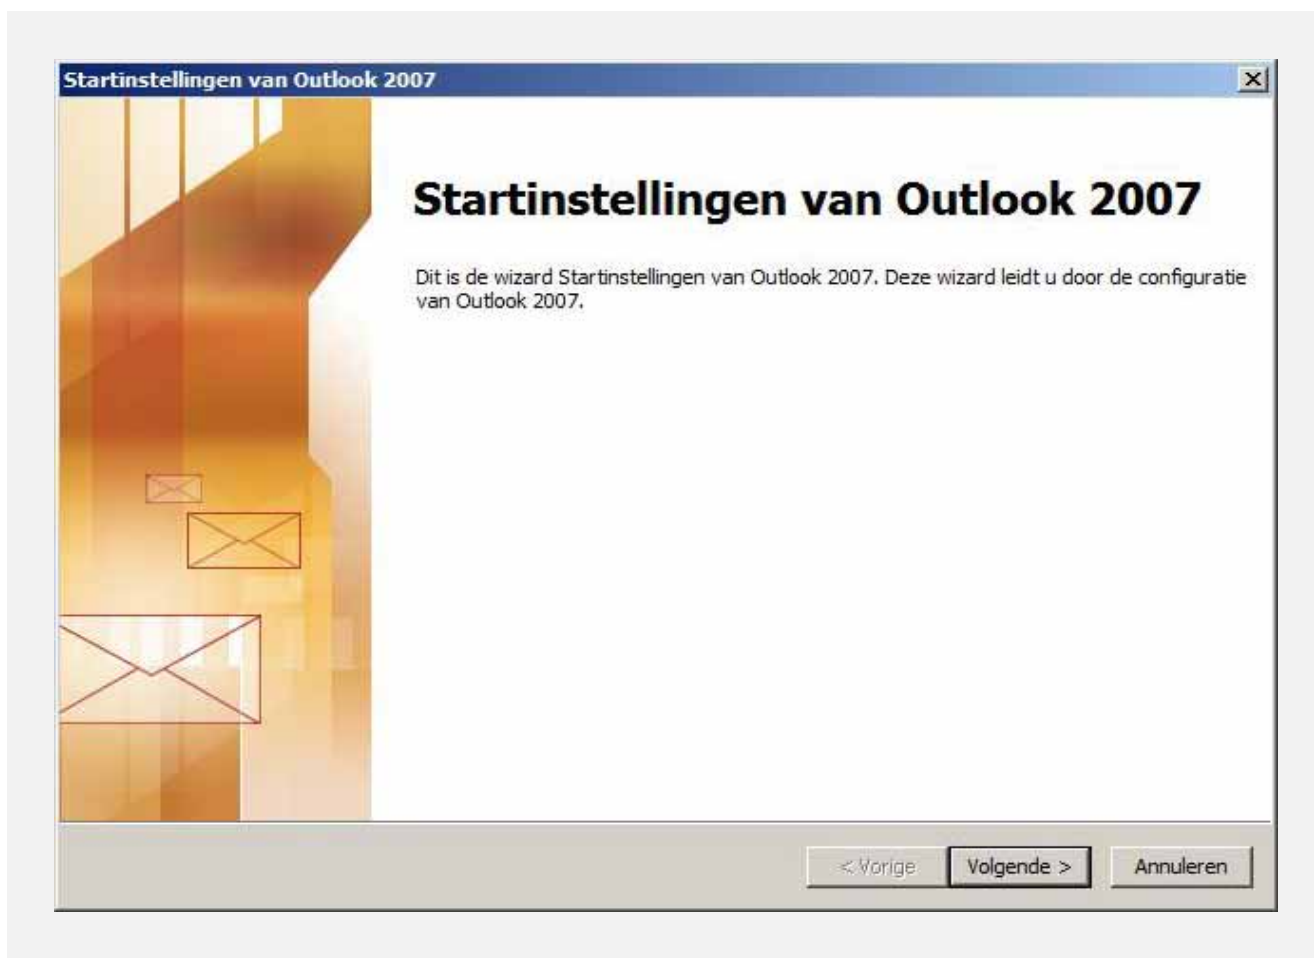 Startinstellingen van Outlook 2007
Startinstellingen van Outlook 2007
Dit is de wizard Startinstellingen van Outlook 2007. Deze wizard leidt u door de configuratie
van Outlook 2007.
< Vorige Volgende > Annuleren